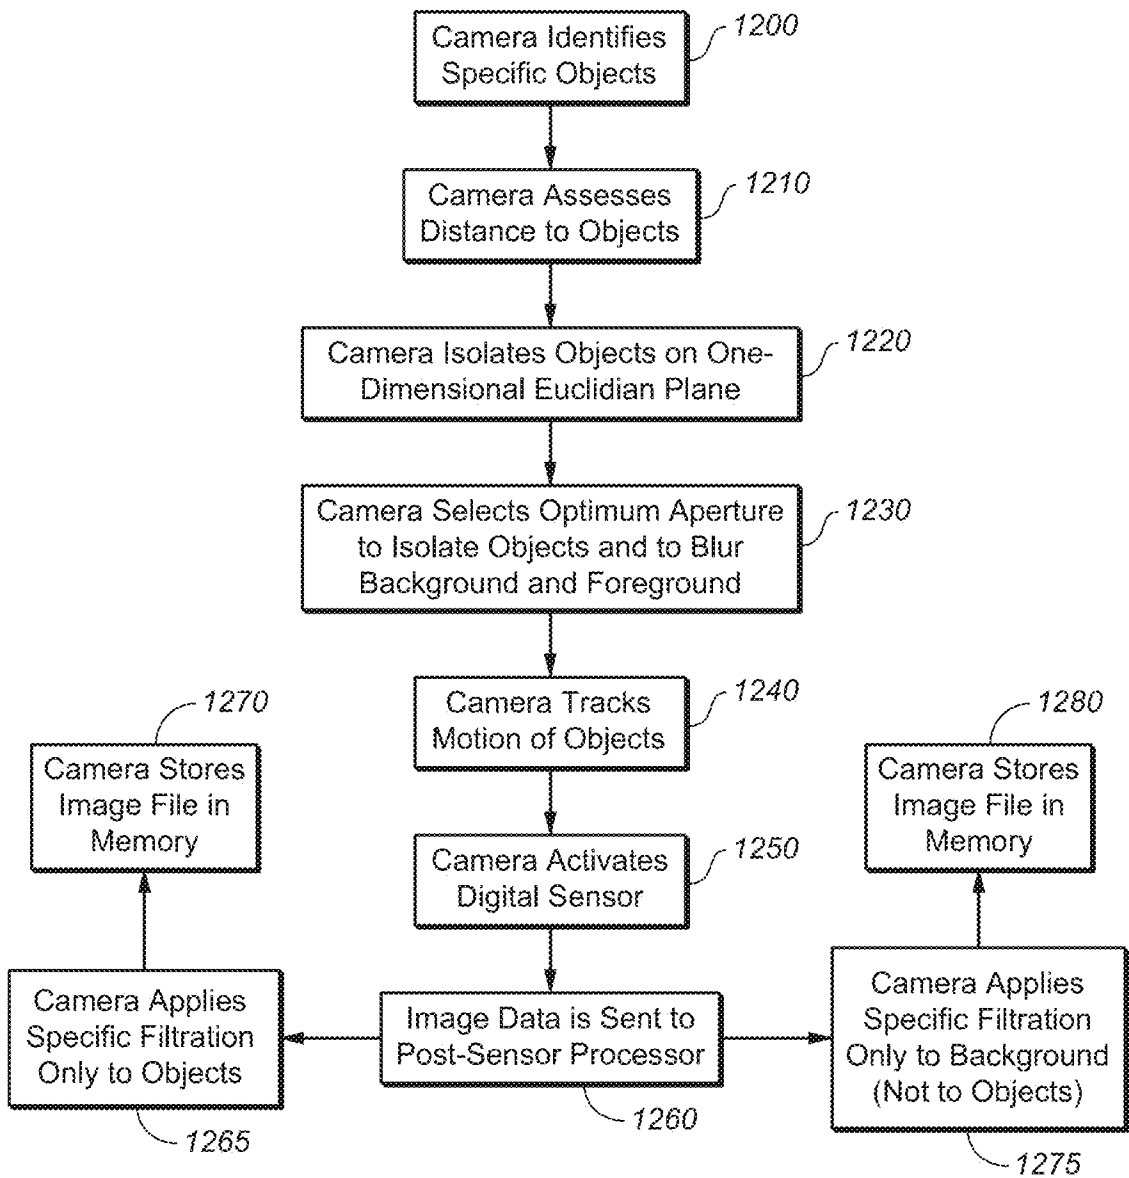 Camera Identifies
Specific Objects
1200
Camera Assesses
Distance to Objects
1210
Camera Isolates Objects on One-
Dimensional Euclidian Plane
1220
Camera Selects Optimum Aperture
to Isolate Objects and to Blur
Background and Foreground
1230
Camera Tracks
Motion of Objects
1240
1270
Camera Stores
Image File in
Memory
1280
Camera Stores
Image File in
Memory
Camera Activates
Digital Sensor
1250
Camera Applies
Specific Filtration
Only to Objects
1265
Image Data is Sent to
Post-Sensor Processor
1260
Camera Applies
Specific Filtration
Only to Background
(Not to Objects)
1275